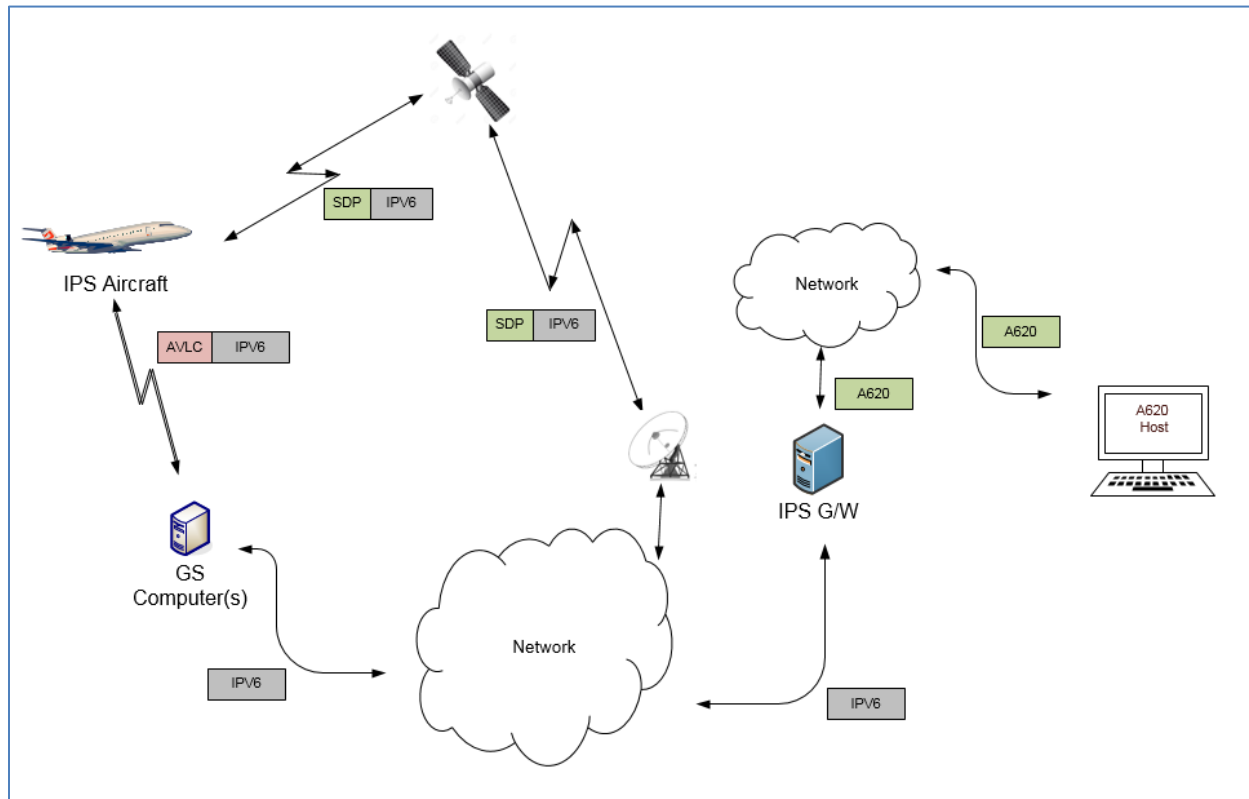 SDP IPV6
IPS Aircraft
Network
SDP IPV6
A620
AVLC IPV6
A620
A620
Host
IPS G/W
GS
Computer(s)
Network
IPV6
IPV6